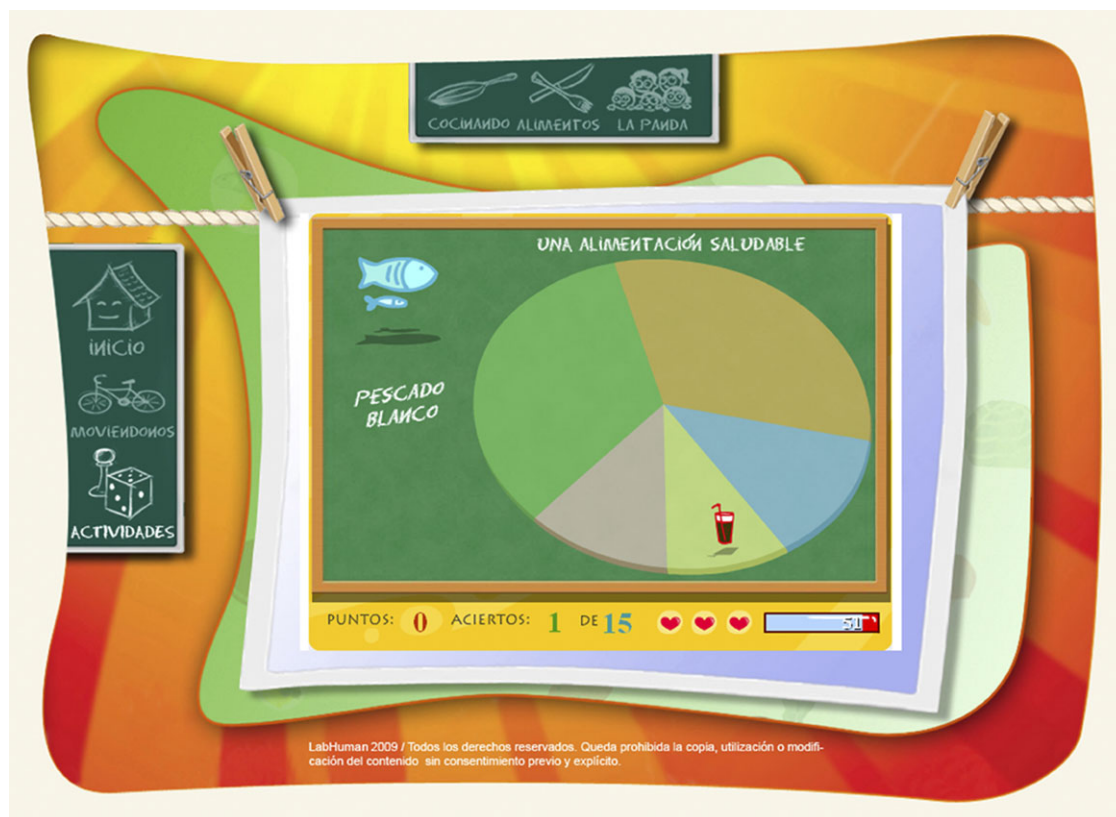 COCINANDO ALIMENTOS LA PANDA
UNA ALIMENTACIÓN SALUDABLE
INICIO
MOVIENDONOS
ACTIVIDADES
PESCADO
BLANCO
PUNTOS: 0 ACIERTOS: 1 DE 15 51
LabHuman 2009 / Todos los derechos reservados. Queda prohibida la copia, utilización o modifi-
cación del contenido sin consentimiento previo y explícito.